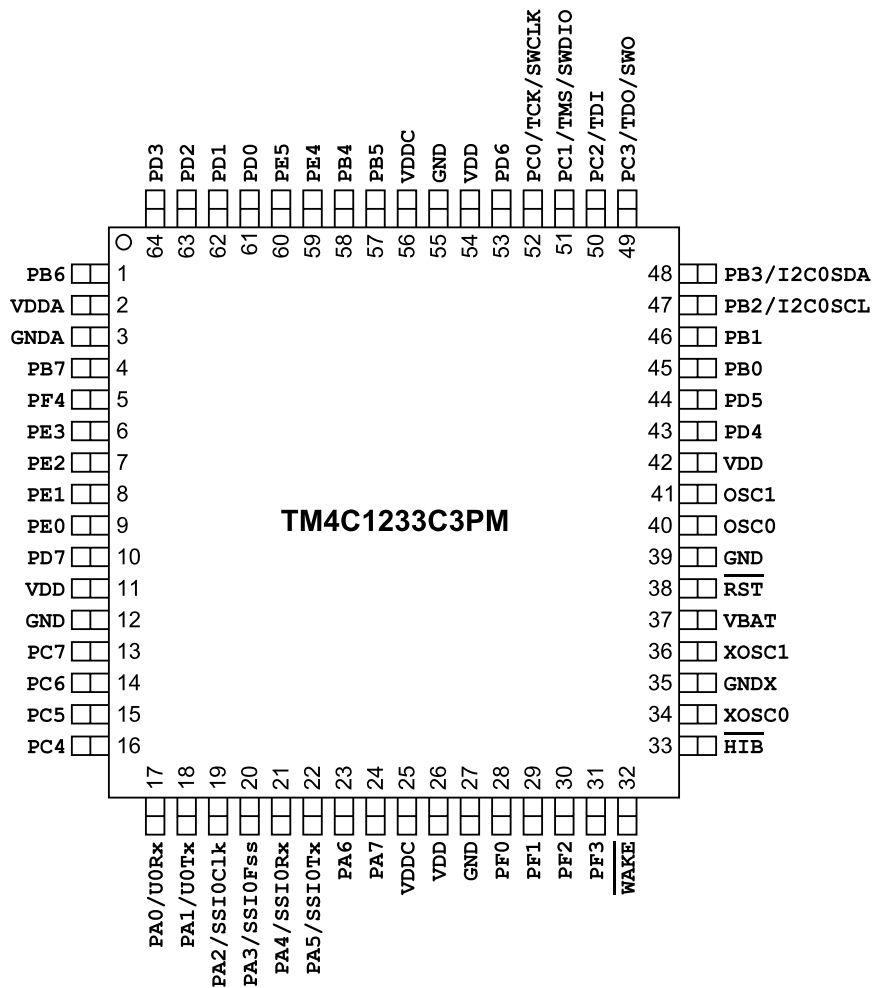 PC0/TCK/SWCLK
PC1/TMS/SWDIO
PC2/TDI
PC3/TDO/SWO
PD3
PD2
PD1
PD0
PE5
PE4
PB4
PB5
VDDC
GND
VDD
PD6
64
63
62
61
60
59
58
57
56
55
54
53
52
51
50
49
PB6 1
VDDA 2
GNDA 3
PB7 4
PF4 5
PE3 6
PE2 7
PE1 8
PE0 9
PD7 10
VDD 11
GND 12
PC7 13
PC6 14
PC5 15
PC4 16
TM4C1233C3PM
48 PB3/I2C0SDA
47 PB2/I2C0SCL
46 PB1
45 PB0
44 PD5
43 PD4
42 VDD
41 OSC1
40 OSC0
39 GND
38 RST
37 VBAT
36 XOSC1
35 GNDX
34 XOSC0
33 HIB
17
18
19
20
21
22
23
24
25
26
27
28
29
30
31
32
PA0/U0Rx
PA1/U0Tx
PA2/SSI0Clk
PA3/SSI0Fss
PA4/SSI0Rx
PA5/SSI0Tx
PA6
PA7
VDDC
VDD
GND
PF0
PF1
PF2
PF3
WAKE